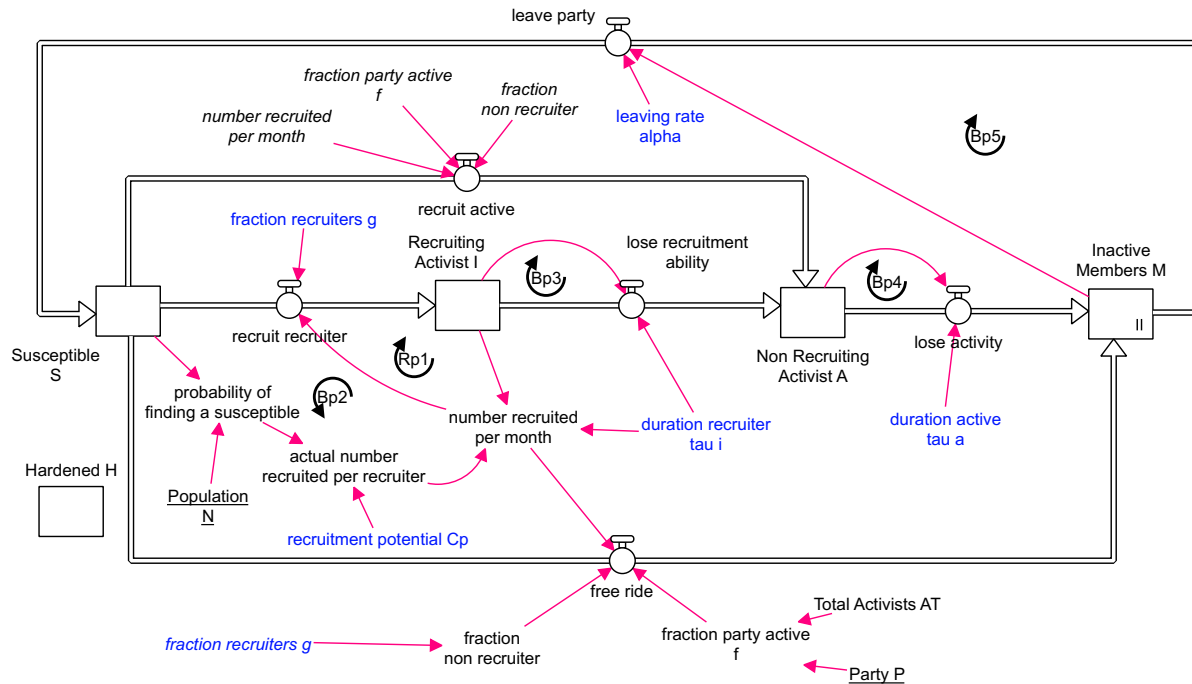 leave party
fraction party active
f
fraction
non recruiter
number recruited
per month
leaving rate
alpha
Bp5
recruit active
fraction recruiters g
Recruiting
Activist I
lose recruitment
ability
Inactive
Members M
Bp3
Bp4
II
recruit recruiter
lose activity
Susceptible
S
Rp1
Non Recruiting
Activist A
probability of
finding a susceptible
Bp2
number recruited
per month
duration recruiter
tau i
duration active
tau a
actual number
recruited per recruiter
Hardened H
Population
N
recruitment potential Cp
free ride
Total Activists AT
fraction recruiters g
fraction
non recruiter
fraction party active
f
Party P